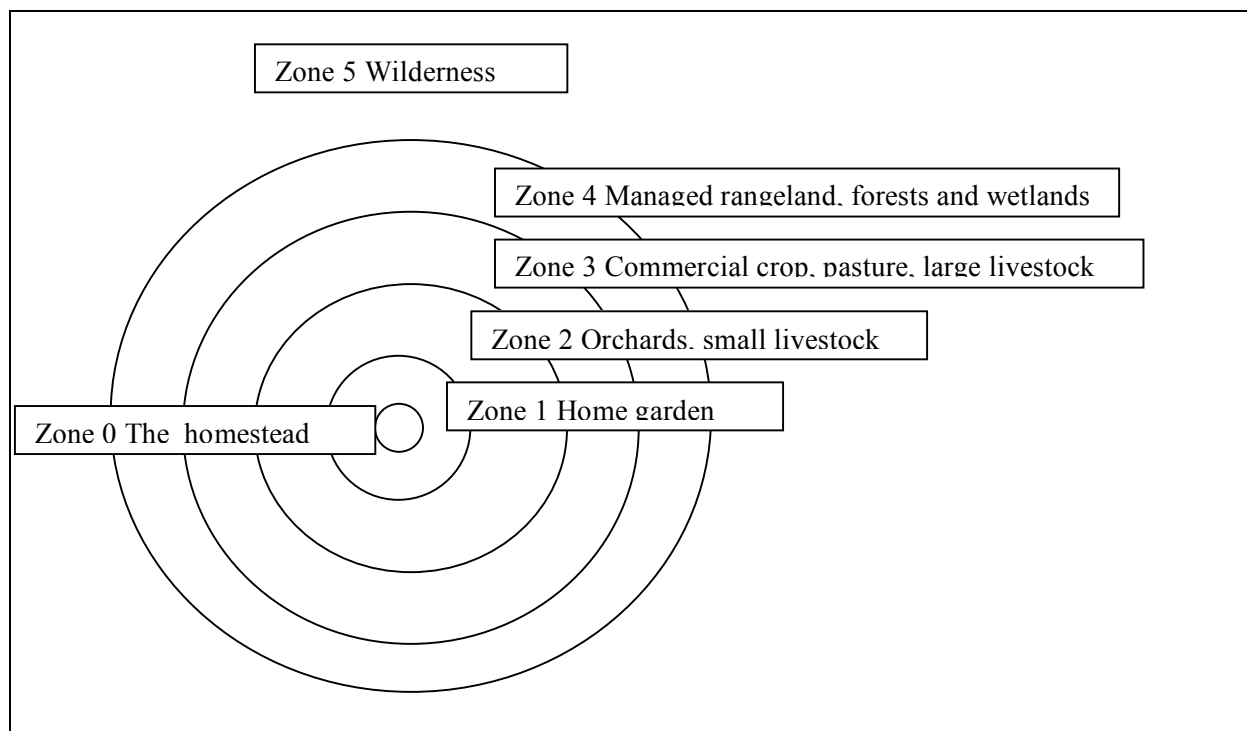 Zone 5 Wilderness
Zone 4 Managed rangeland, forests and wetlands
Zone 3 Commercial crop, pasture, large livestock
Zone 2 Orchards, small livestock
Zone 1 Home garden
Zone 0 The  homestead